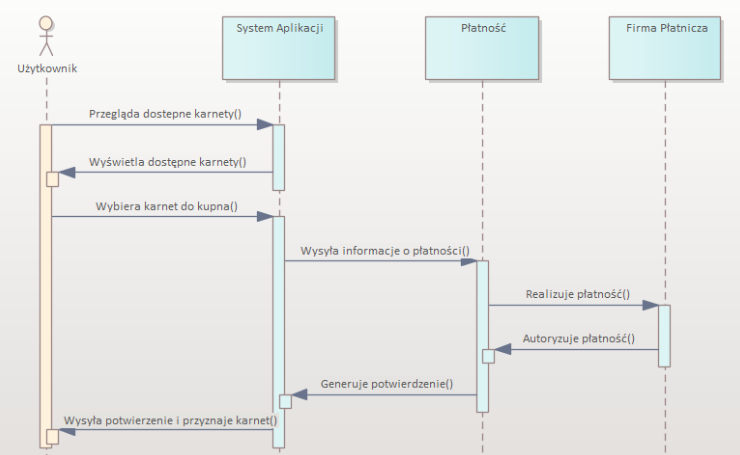 System Aplikacji
Płatność
Firma Płatnicza
Użytkownik
Przegląda dostepne karnety()
Wyświetla dostępne karnety()
Wybiera karnet do kupna()
Wysyła informacje o płatności()
Realizuje płatność()
Autoryzuje płatność()
Generuje potwierdzenie()
Wysyła potwierzenie i przyznaje karnet()